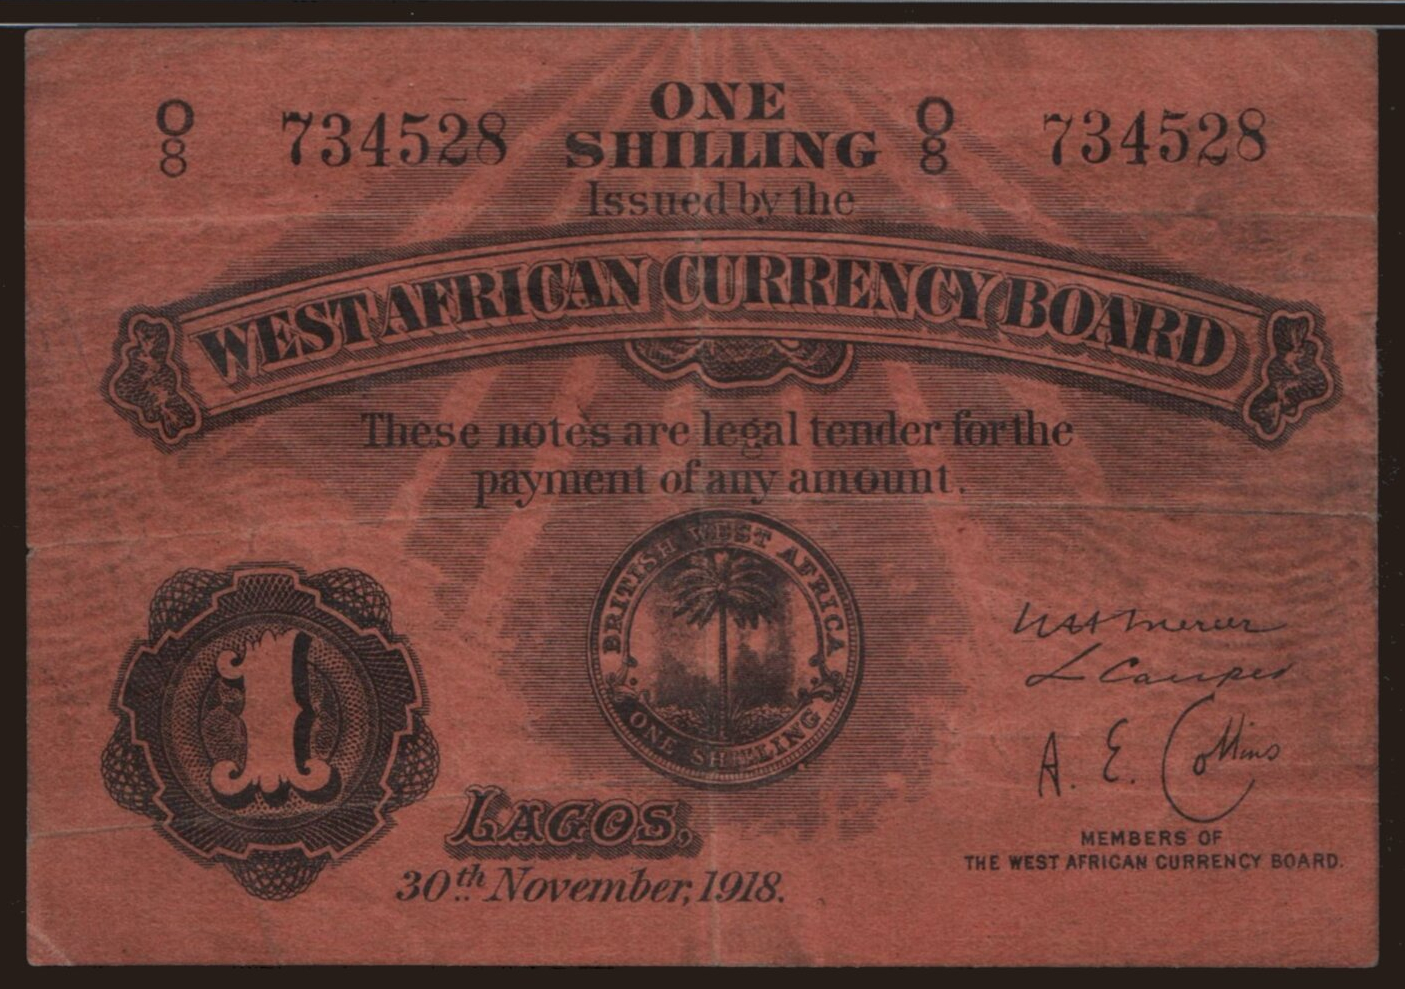 O
8
734528
ONE
SHILLING
O
8
734528
Issued by the
WEST AFRICAN CURRENCY BOARD
These notes are legal tender for the
payment of any amount.
BRITISH WEST AFRICA
ONE SHILLING
1
LAGOS,
30th November, 1918.
A. E. Collins
MEMBERS OF
THE WEST AFRICAN CURRENCY BOARD.